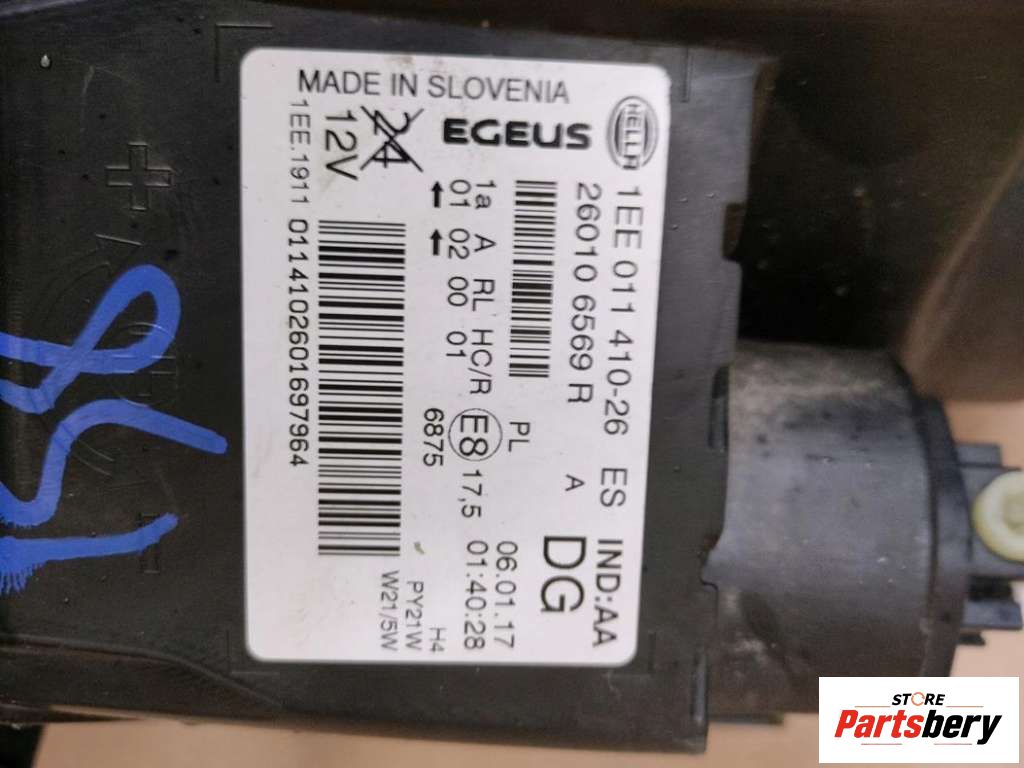 HELLA 1EE 011 410-26 ES IND:AA
26010 6569 R A DG
EGEUS
PL 06.01.17
MADE IN SLOVENIA
1a A RL HC/R E8 17,5 01:40:28
01 02 00 01 6875
24
12V
H4
PY21W
W21/5W
1EE.1911 01141026016979​64
STORE
Partsbery